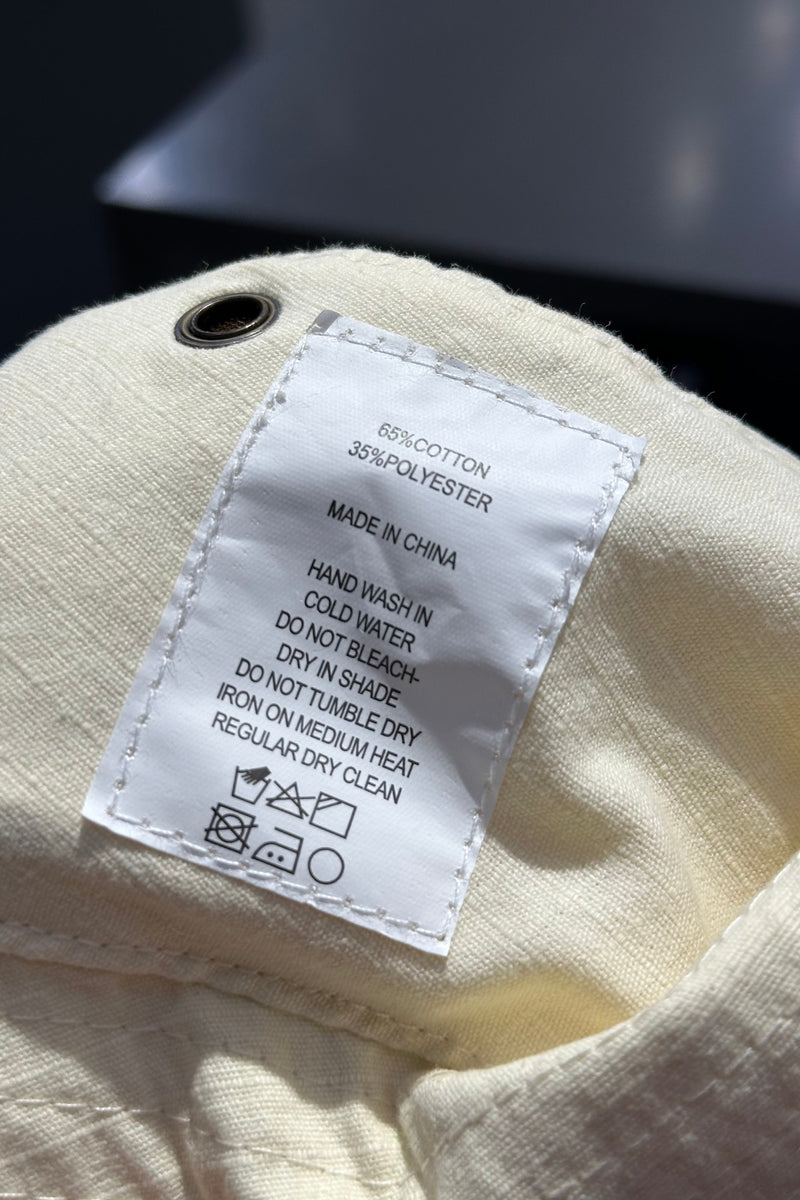 65%COTTON
35%POLYESTER
MADE IN CHINA
HAND WASH IN
COLD WATER
DO NOT BLEACH-
DRY IN SHADE
DO NOT TUMBLE DRY
IRON ON MEDIUM HEAT
REGULAR DRY CLEAN